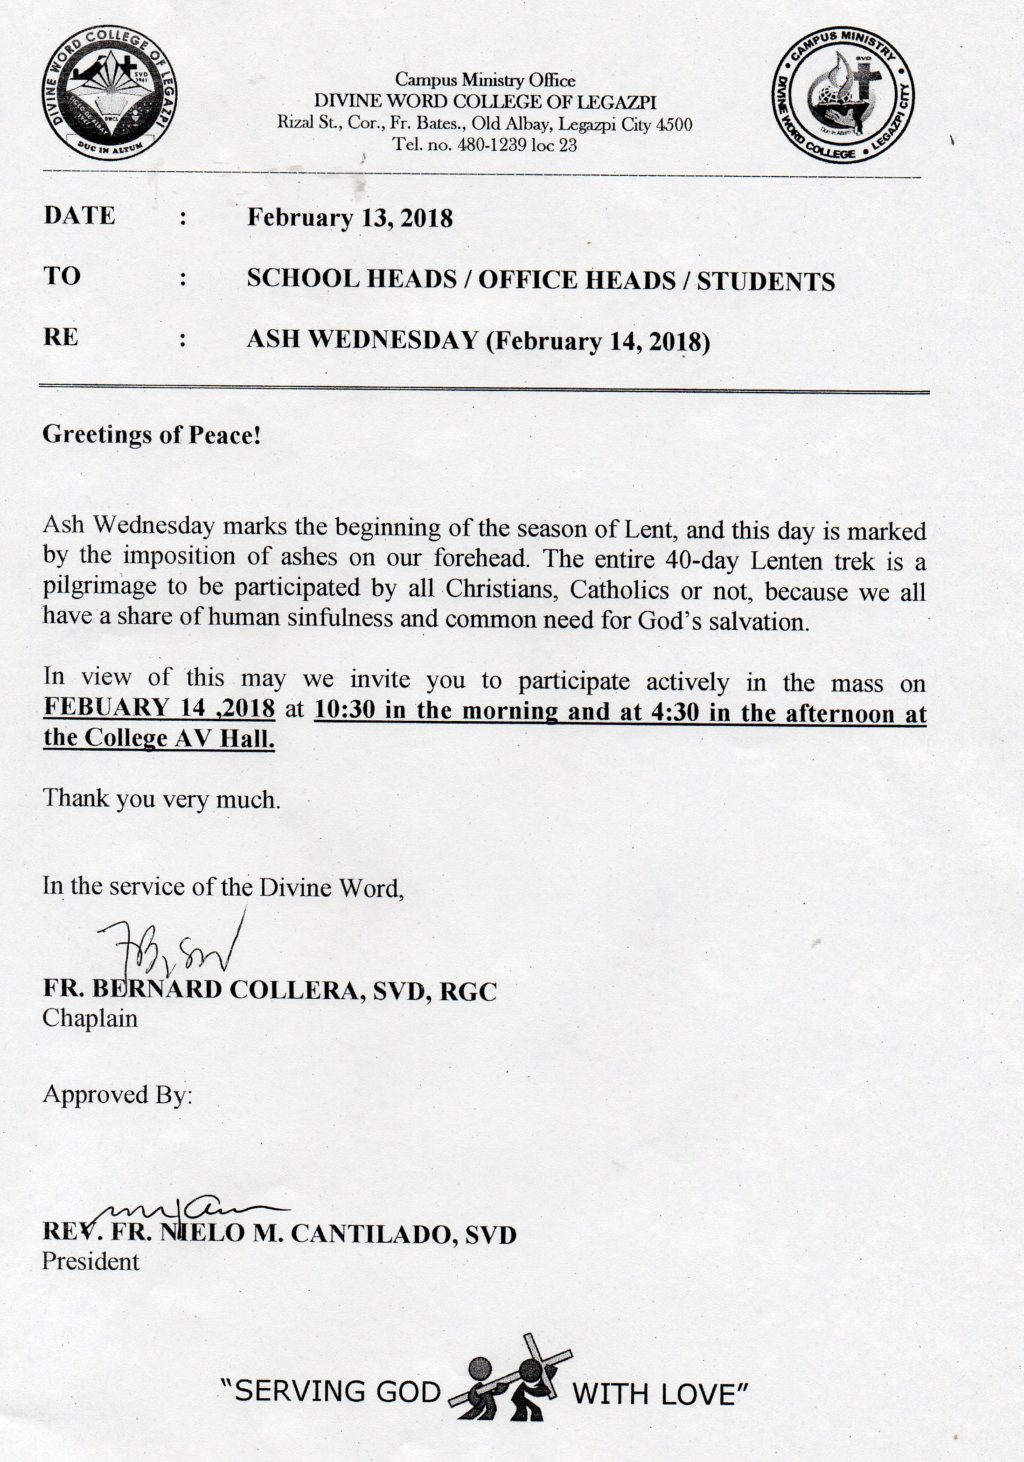 DIVINE WORD COLLEGE OF LEGAZPI
SVD
1961
DWCL
DUC IN ALTUM
Campus Ministry Office
DIVINE WORD COLLEGE OF LEGAZPI
Rizal St., Cor., Fr. Bates., Old Albay, Legazpi City 4500
Tel. no. 480-1239 loc 23
• CAMPUS MINISTRY •
SVD
Duc in Altum
DIVINE WORD COLLEGE • LEGAZPI CITY
DATE : February 13, 2018
TO : SCHOOL HEADS / OFFICE HEADS / STUDENTS
RE : ASH WEDNESDAY (February 14, 2018)
Greetings of Peace!
Ash Wednesday marks the beginning of the season of Lent, and this day is marked
by the imposition of ashes on our forehead. The entire 40-day Lenten trek is a
pilgrimage to be participated by all Christians, Catholics or not, because we all
have a share of human sinfulness and common need for God's salvation.
In view of this may we invite you to participate actively in the mass on
FEBUARY 14 ,2018 at 10:30 in the morning and at 4:30 in the afternoon at
the College AV Hall.
Thank you very much.
In the service of the Divine Word,
FR. BERNARD COLLERA, SVD, RGC
Chaplain
Approved By:
REV. FR. NIELO M. CANTILADO, SVD
President
"SERVING GOD WITH LOVE"